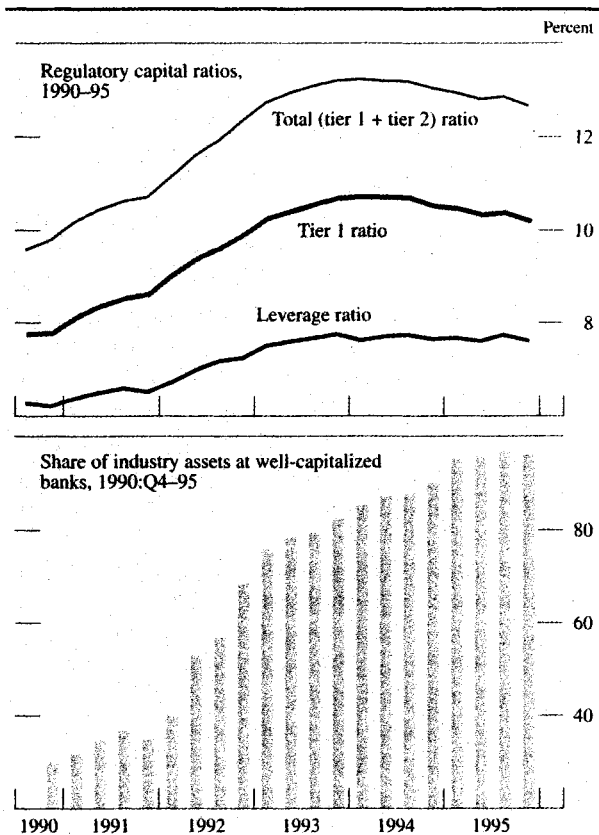 Percent
Regulatory capital ratios,
1990–95
Total (tier 1 + tier 2) ratio
12
10
Tier 1 ratio
Leverage ratio
8
Share of industry assets at well-capitalized
banks, 1990:Q4–95
80
60
40
1990 1991 1992 1993 1994 1995